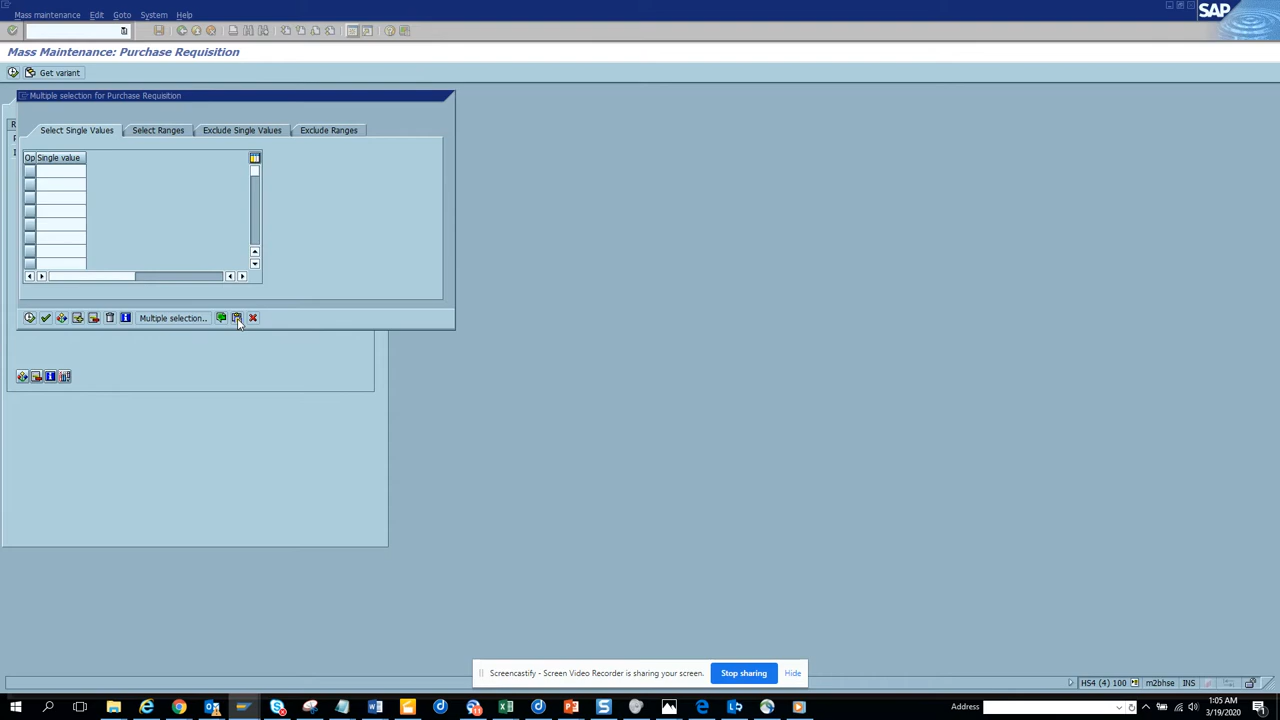 Mass maintenance Edit Goto System Help
SAP
Mass Maintenance: Purchase Requisition
Get variant
Multiple selection for Purchase Requisition
Select Single Values Select Ranges Exclude Single Values Exclude Ranges
Op Single value
Multiple selection..
Screencastify - Screen Video Recorder is sharing your screen. Stop sharing Hide
HS4 (4) 100 m2bhse INS
Address
1:05 AM
3/19/2020